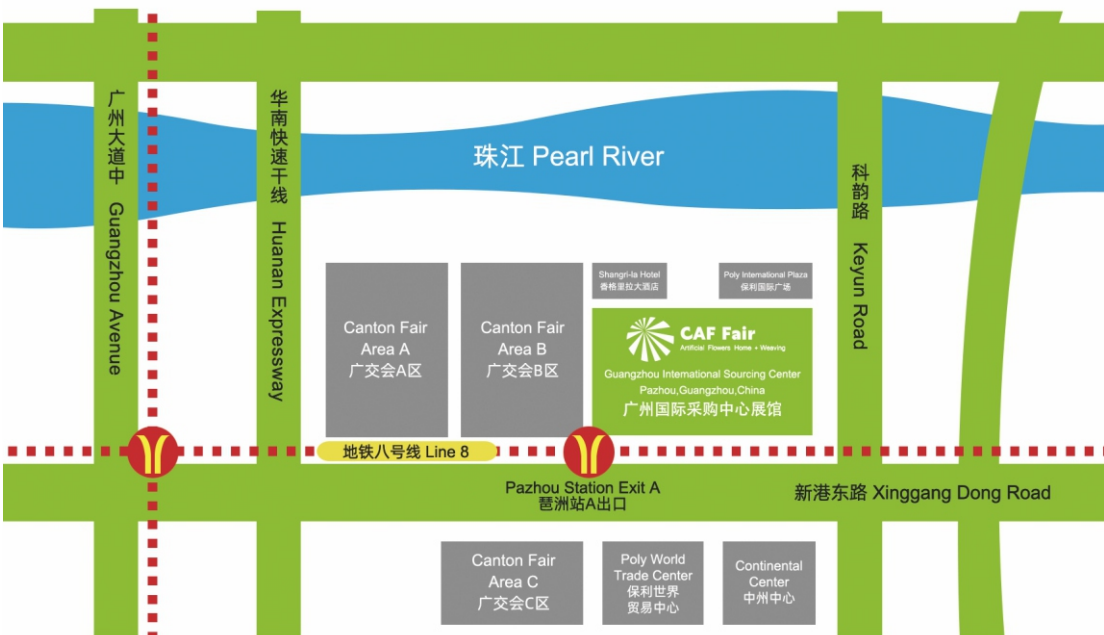 珠江 Pearl River
广州大道中 Guangzhou Avenue
华南快速干线 Huanan Expressway
科韵路 Keyun Road
Canton Fair
Area A
广交会A区
Canton Fair
Area B
广交会B区
Shangri-la Hotel
香格里拉大酒店
Poly International Plaza
保利国际广场
CAF Fair
Artificial Flowers Home + Weaving
Guangzhou International Sourcing Center
Pazhou,Guangzhou,China
广州国际采购中心展馆
地铁八号线 Line 8
Pazhou Station Exit A
琶洲站A出口
新港东路 Xinggang Dong Road
Canton Fair
Area C
广交会C区
Poly World
Trade Center
保利世界
贸易中心
Continental
Center
中州中心